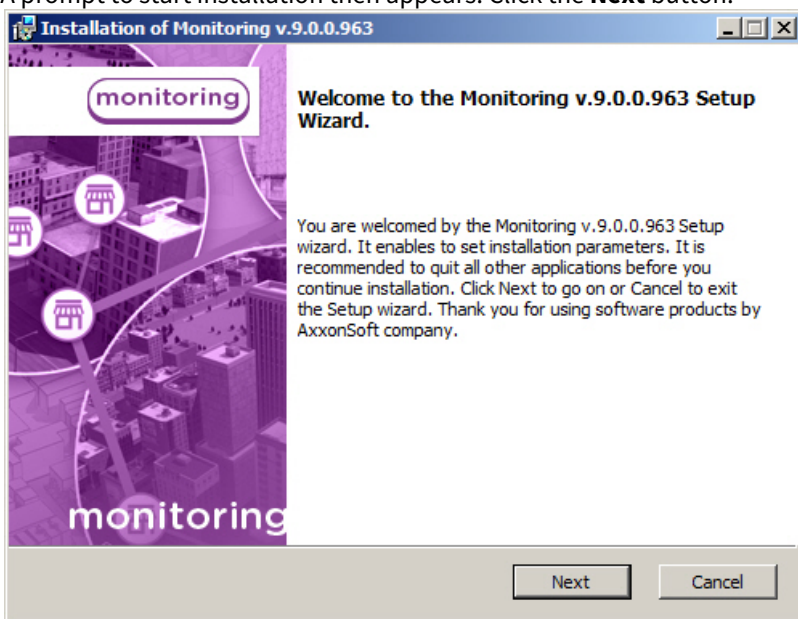 A prompt to start installation then appears. Click the Next button.
Installation of Monitoring v.9.0.0.963
monitoring
Welcome to the Monitoring v.9.0.0.963 Setup
Wizard.
You are welcomed by the Monitoring v.9.0.0.963 Setup
wizard. It enables to set installation parameters. It is
recommended to quit all other applications before you
continue installation. Click Next to go on or Cancel to exit
the Setup wizard. Thank you for using software products by
AxxonSoft company.
monitoring
Next
Cancel